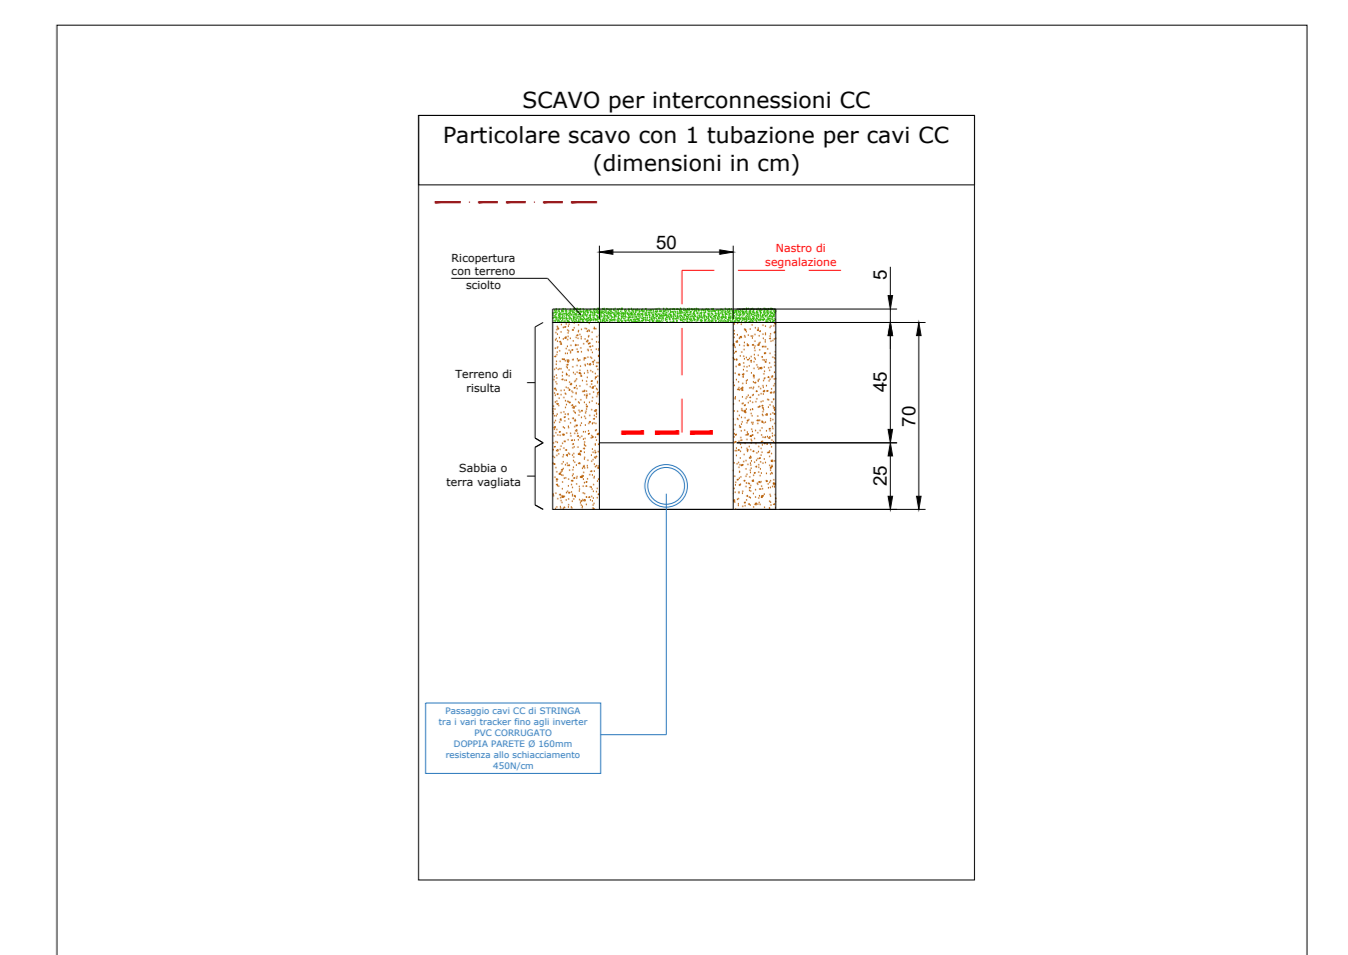 SCAVO per interconnessioni CC
Particolare scavo con 1 tubazione per cavi CC
(dimensioni in cm)
50
Nastro di
segnalazione
Ricopertura
con terreno
sciolto
5
Terreno di
risulta
45
70
Sabbia o
terra vagliata
25
Passaggio cavi CC di STRINGA
tra i vari tracker fino agli inverter
PVC CORRUGATO
DOPPIA PARETE Ø 160mm
resistenza allo schiacciamento
450N/cm